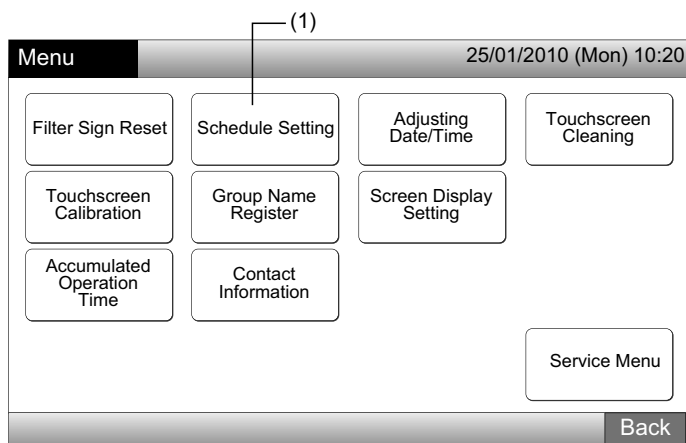 (1)
Menu
25/01/2010 (Mon) 10:20
Filter Sign Reset
Schedule Setting
Adjusting
Date/Time
Touchscreen
Cleaning
Touchscreen
Calibration
Group Name
Register
Screen Display
Setting
Accumulated
Operation
Time
Contact
Information
Service Menu
Back